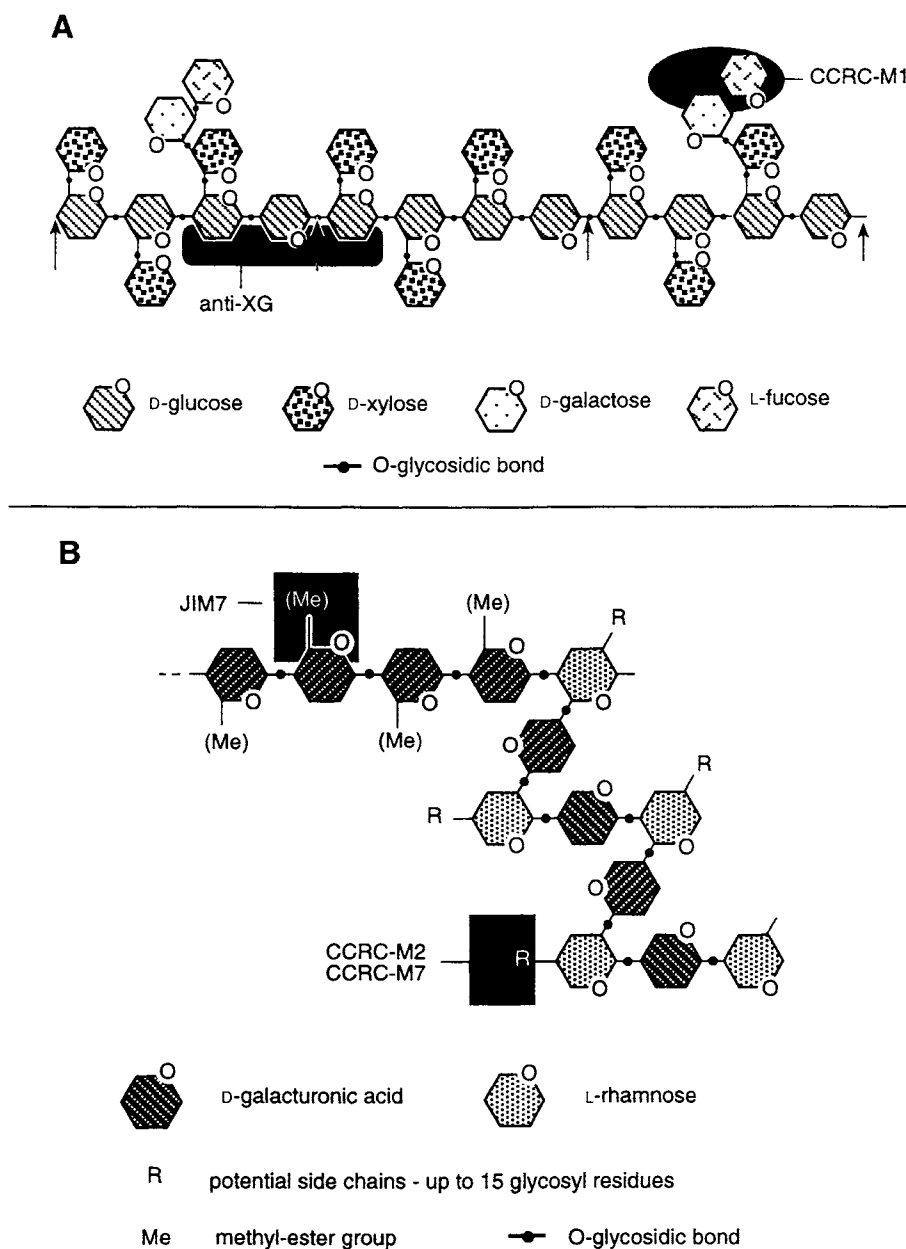 A
CCRC-M1
O O O O O O O O O O O O O O O O O O O O O O O O O
anti-XG
O D-glucose O D-xylose O D-galactose O L-fucose
O-glycosidic bond
B
JIM7 (Me) (Me) R
O O O O O
(Me) (Me)
O
R O R
O O
O
CCRC-M2
CCRC-M7 R O
O O
O D-galacturonic acid O L-rhamnose
R potential side chains - up to 15 glycosyl residues
Me methyl-ester group O-glycosidic bond